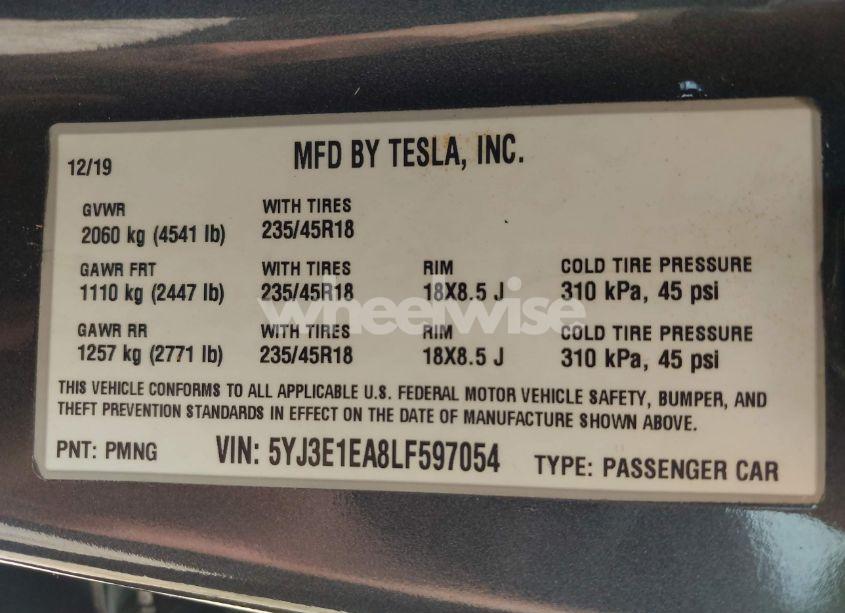 12/19 MFD BY TESLA, INC.
GVWR WITH TIRES
2060 kg (4541 lb) 235/45R18
GAWR FRT WITH TIRES RIM COLD TIRE PRESSURE
1110 kg (2447 lb) 235/45R18 18X8.5 J 310 kPa, 45 psi
wheelwise
GAWR RR WITH TIRES RIM COLD TIRE PRESSURE
1257 kg (2771 lb) 235/45R18 18X8.5 J 310 kPa, 45 psi
THIS VEHICLE CONFORMS TO ALL APPLICABLE U.S. FEDERAL MOTOR VEHICLE SAFETY, BUMPER, AND
THEFT PREVENTION STANDARDS IN EFFECT ON THE DATE OF MANUFACTURE SHOWN ABOVE.
PNT: PMNG VIN: 5YJ3E1EA8LF597054 TYPE: PASSENGER CAR